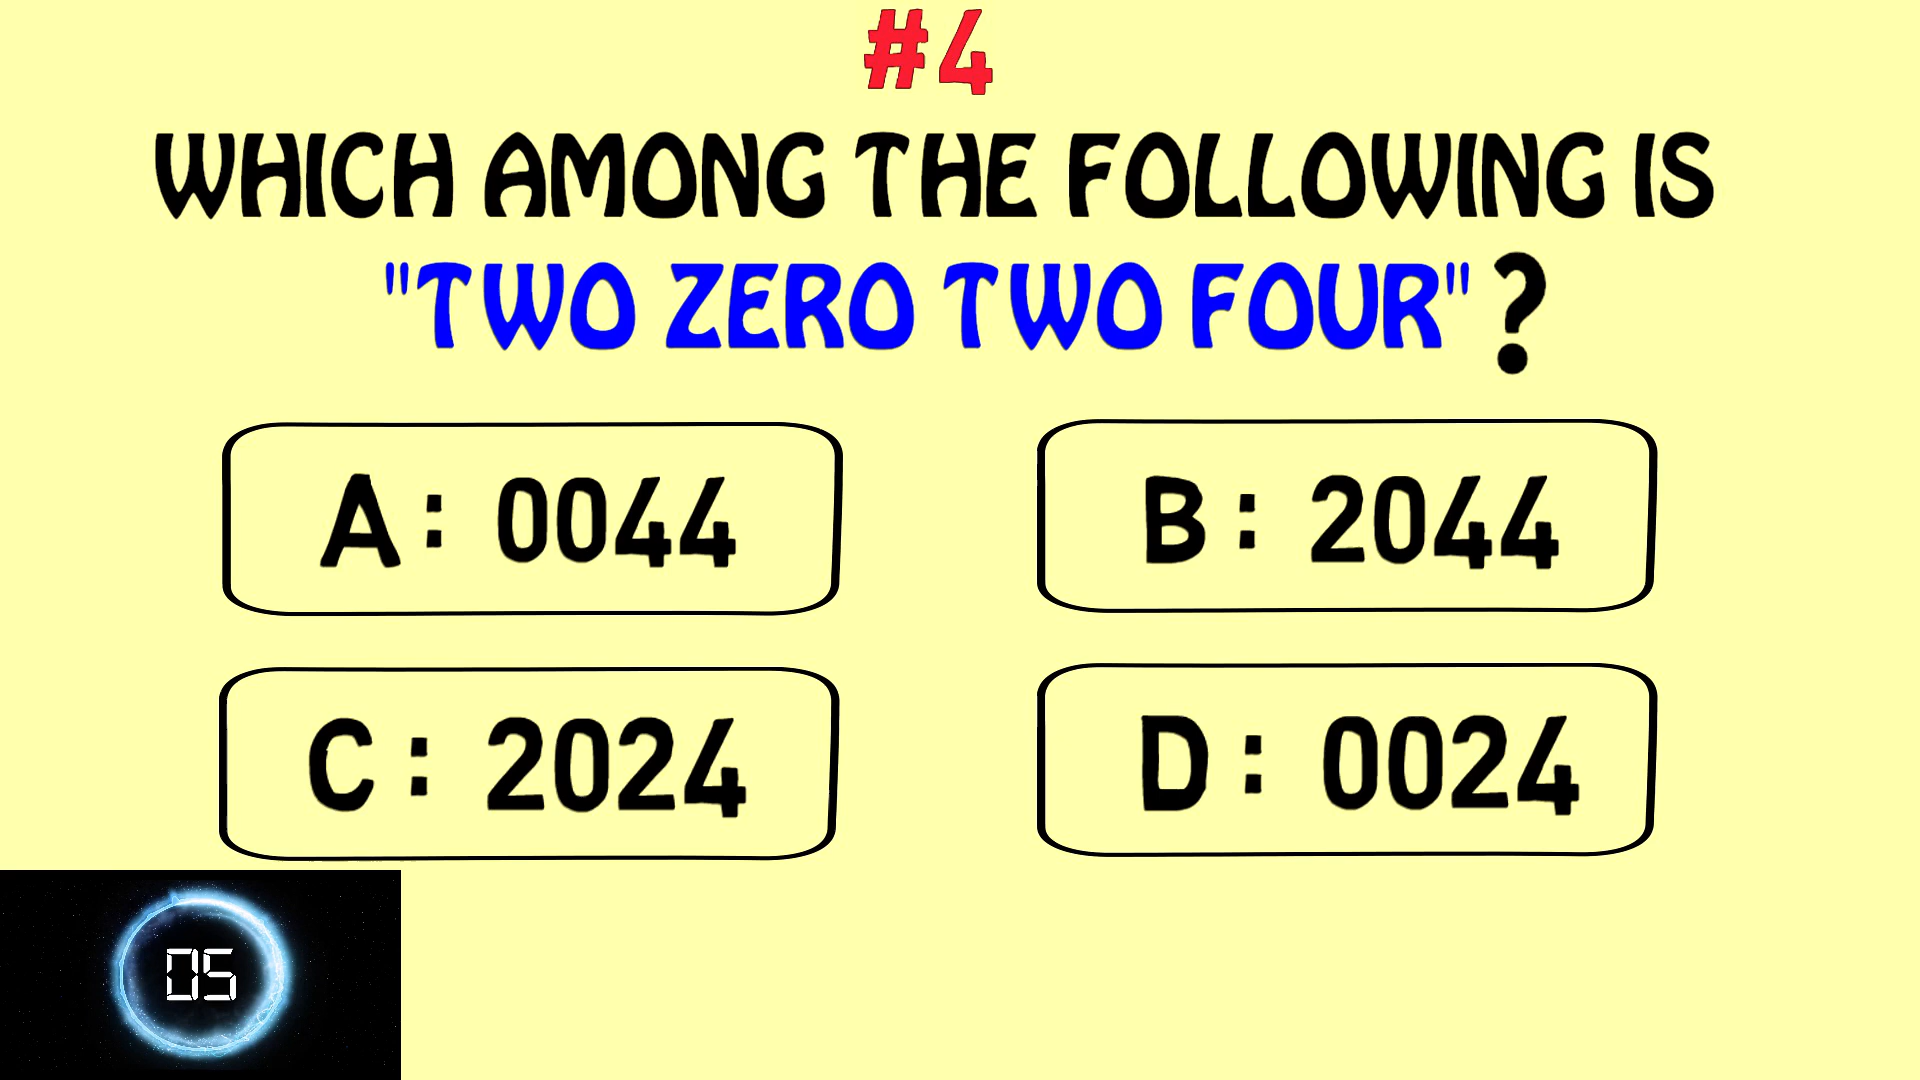 #4
WHICH AMONG THE FOLLOWING IS
"TWO ZERO TWO FOUR" ?
A : 0044
B : 2044
C : 2024
D : 0024
05